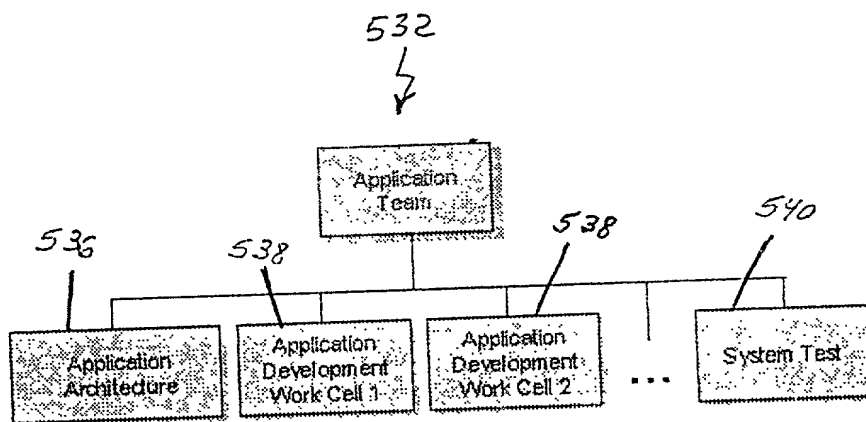 532
Application
Team
536
538
538
540
Application
Architecture
Application
Development
Work Cell 1
Application
Development
Work Cell 2
...
System Test